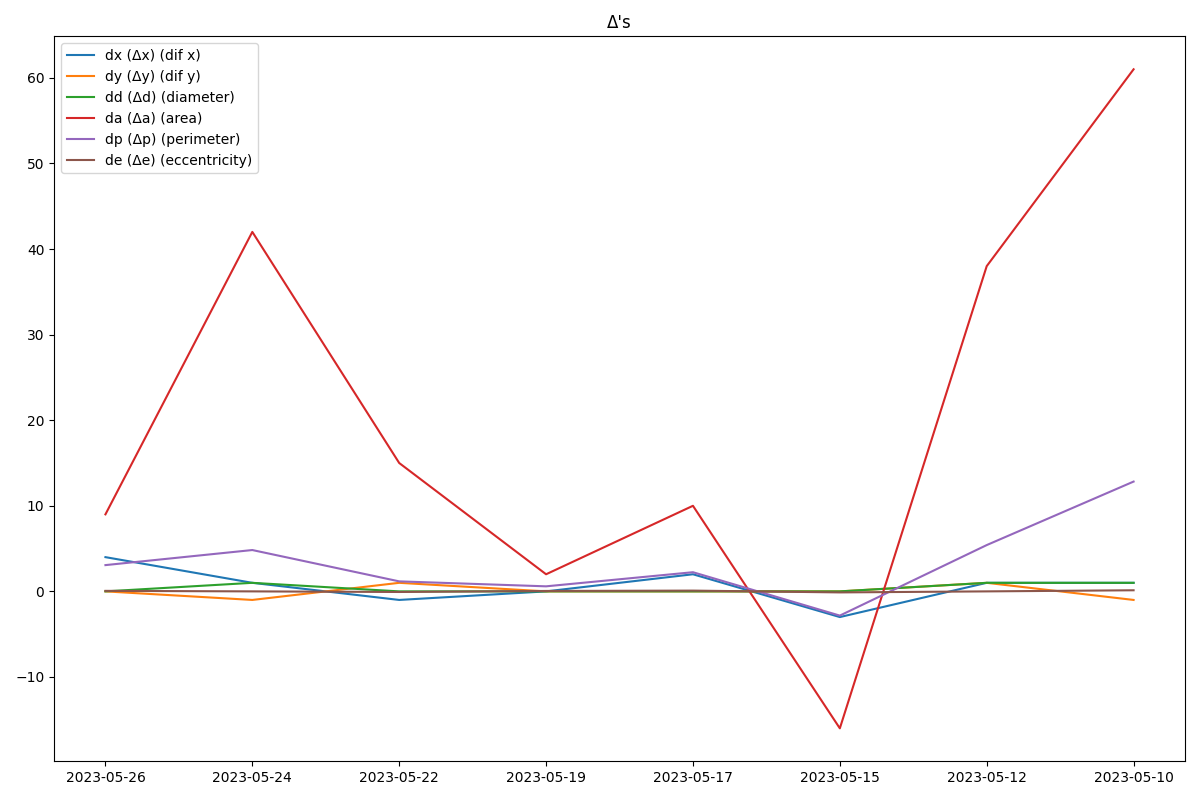 Δ's
dx (Δx) (dif x)
dy (Δy) (dif y)
dd (Δd) (diameter)
da (Δa) (area)
dp (Δp) (perimeter)
de (Δe) (eccentricity)
60
50
40
30
20
10
0
−10
2023-05-26 2023-05-24 2023-05-22 2023-05-19 2023-05-17 2023-05-15 2023-05-12 2023-05-10